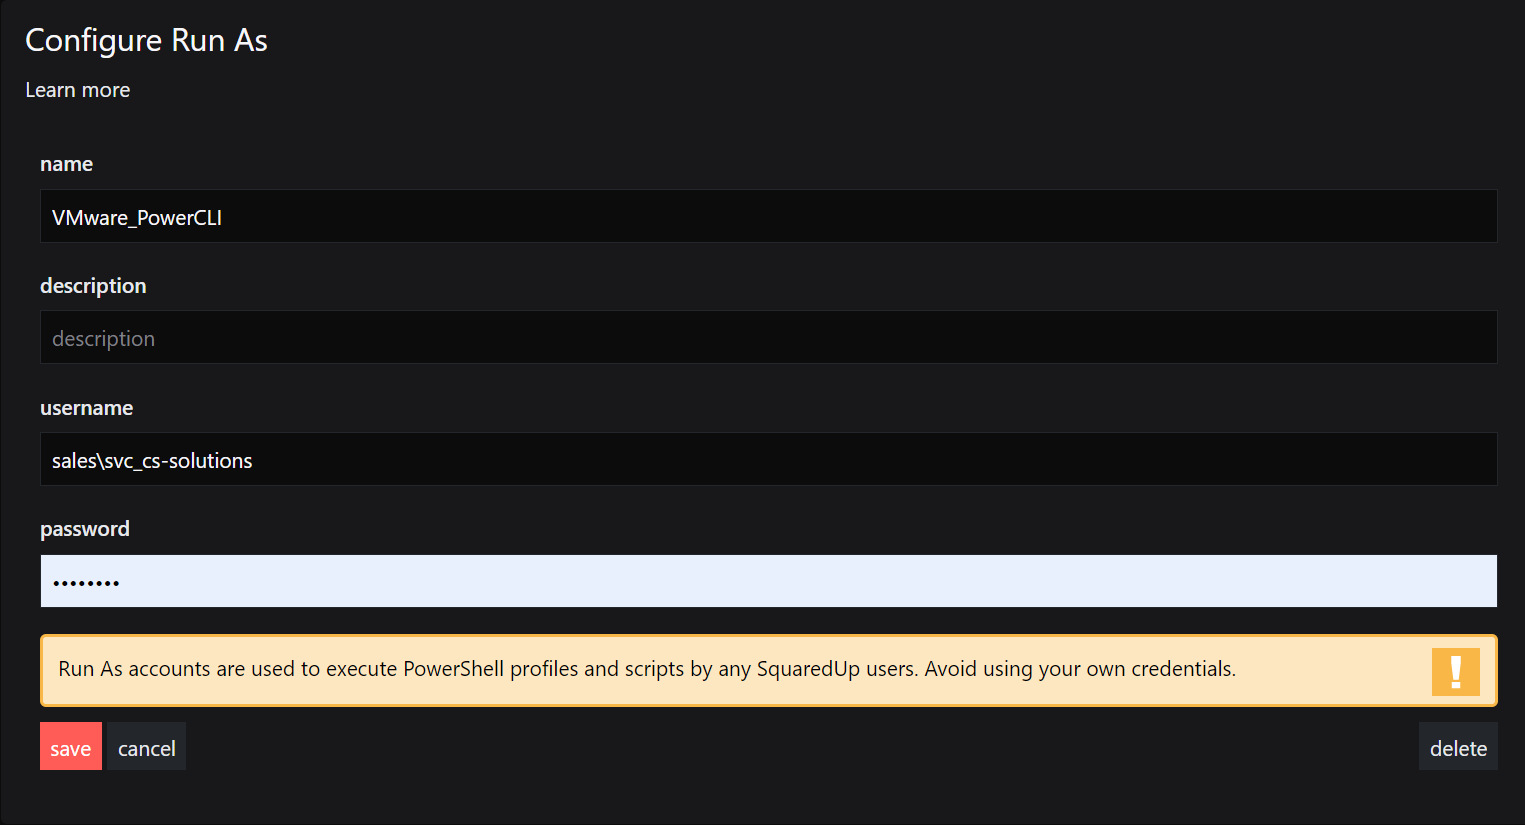 Configure Run As
Learn more
name
VMware_PowerCLI
description
description
username
sales\svc_cs-solutions
password
••••••••
Run As accounts are used to execute PowerShell profiles and scripts by any SquaredUp users. Avoid using your own credentials.
!
save cancel delete